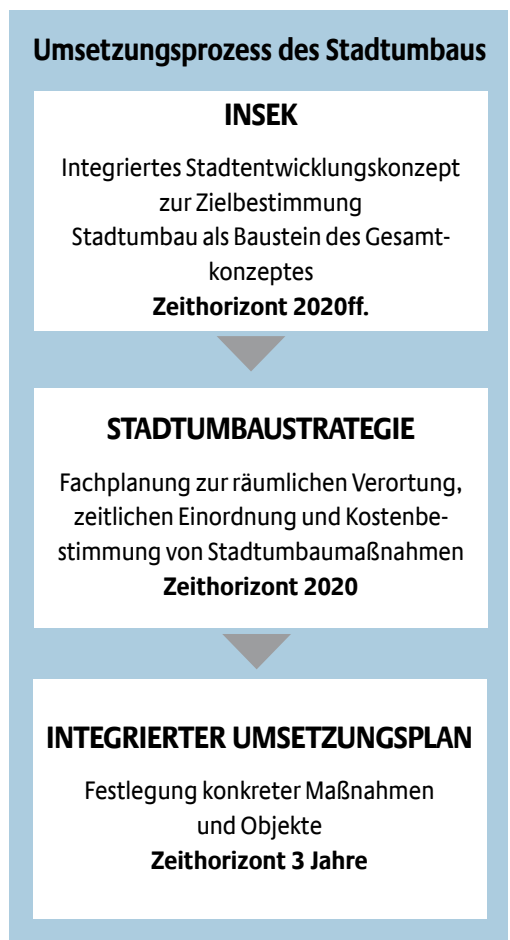 Umsetzungsprozess des Stadtumbaus
INSEK
Integriertes Stadtentwicklungskonzept
zur Zielbestimmung
Stadtumbau als Baustein des Gesamt-
konzeptes
Zeithorizont 2020ff.
STADTUMBAUSTRATEGIE
Fachplanung zur räumlichen Verortung,
zeitlichen Einordnung und Kostenbe-
stimmung von Stadtumbaumaßnahmen
Zeithorizont 2020
INTEGRIERTER UMSETZUNGSPLAN
Festlegung konkreter Maßnahmen
und Objekte
Zeithorizont 3 Jahre